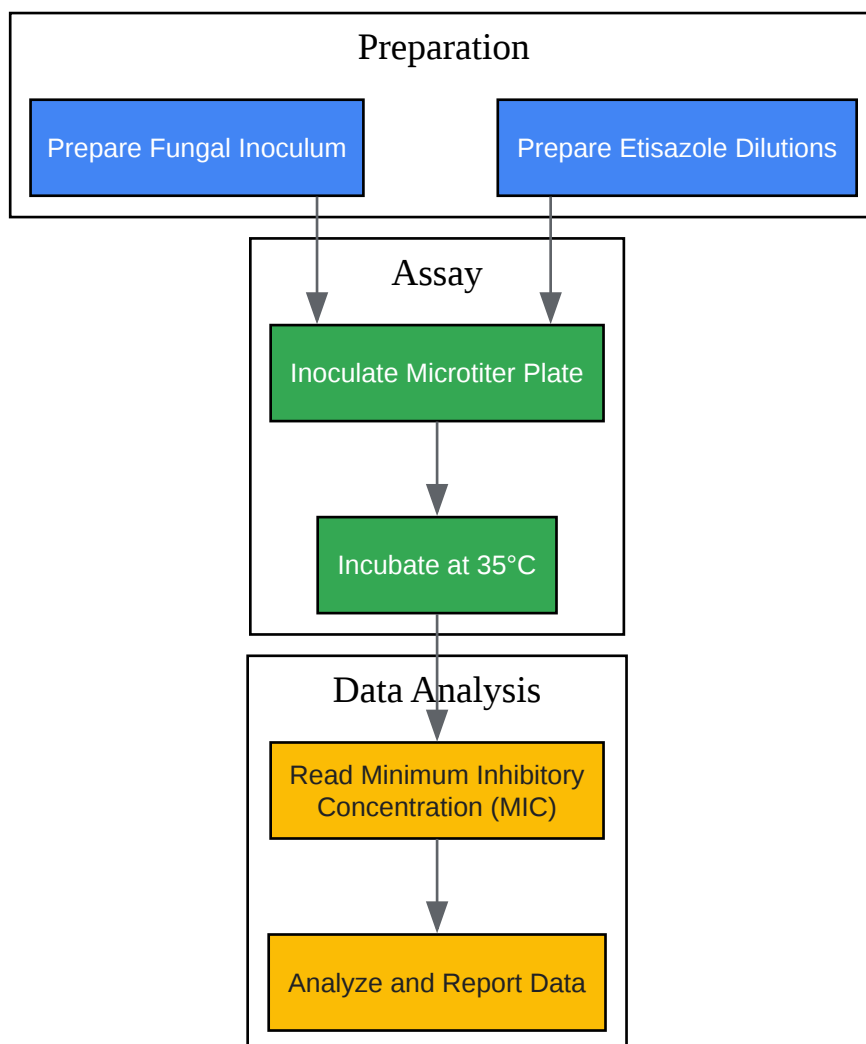 Preparation
Prepare Fungal Inoculum
Prepare Etisazole Dilutions
Assay
Inoculate Microtiter Plate
Incubate at 35°C
Data Analysis
Read Minimum Inhibitory
Concentration (MIC)
Analyze and Report Data